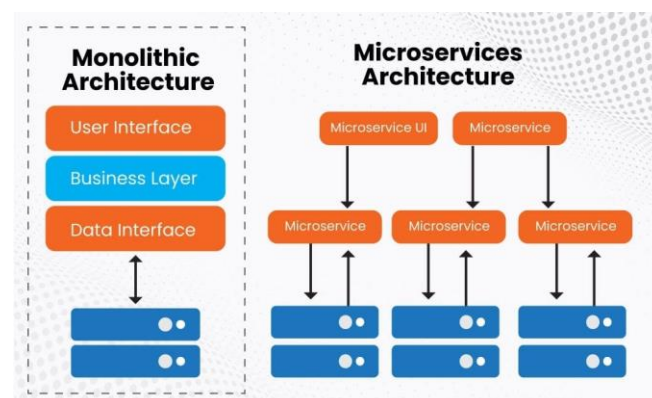 Monolithic
Architecture
User Interface
Business Layer
Data Interface
Microservices
Architecture
Microservice UI
Microservice
Microservice
Microservice
Microservice